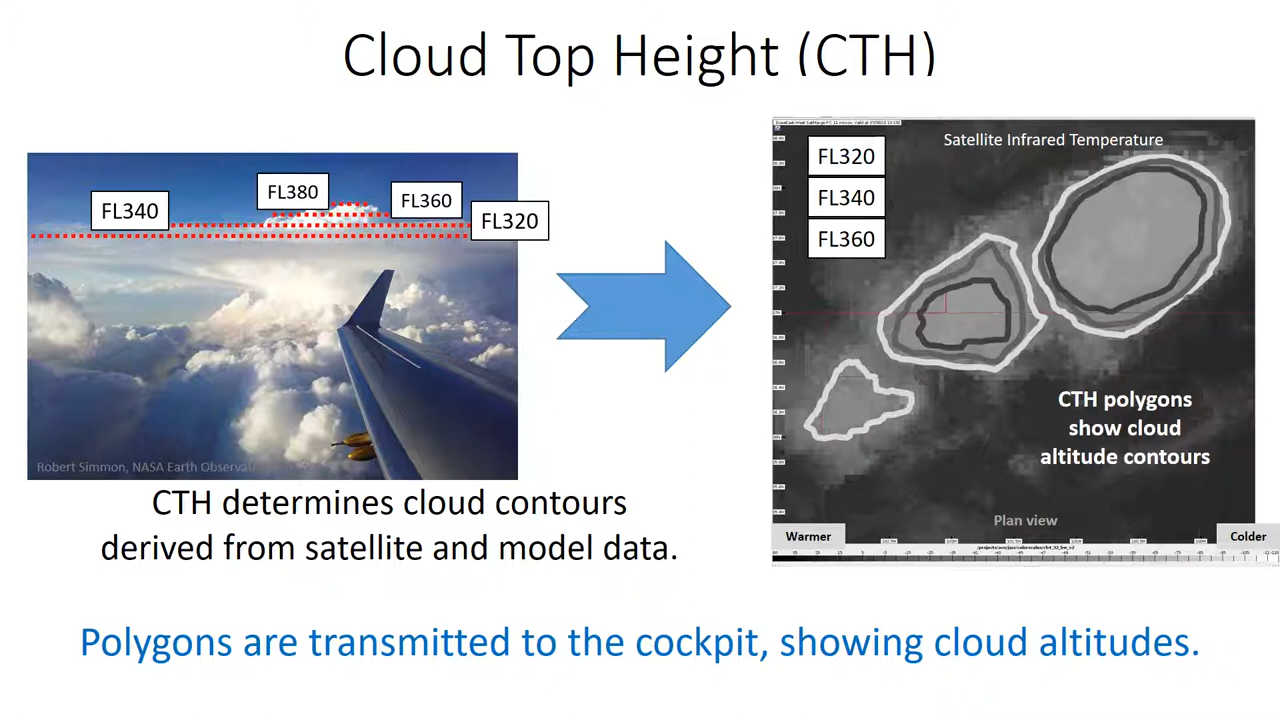 Cloud Top Height (CTH)
FL340
FL380
FL360
FL320
Robert Simmon, NASA Earth Observat
CTH determines cloud contours
derived from satellite and model data.
Satellite Infrared Temperature
FL320
FL340
FL360
CTH polygons
show cloud
altitude contours
Plan view
Warmer
Colder
Polygons are transmitted to the cockpit, showing cloud altitudes.